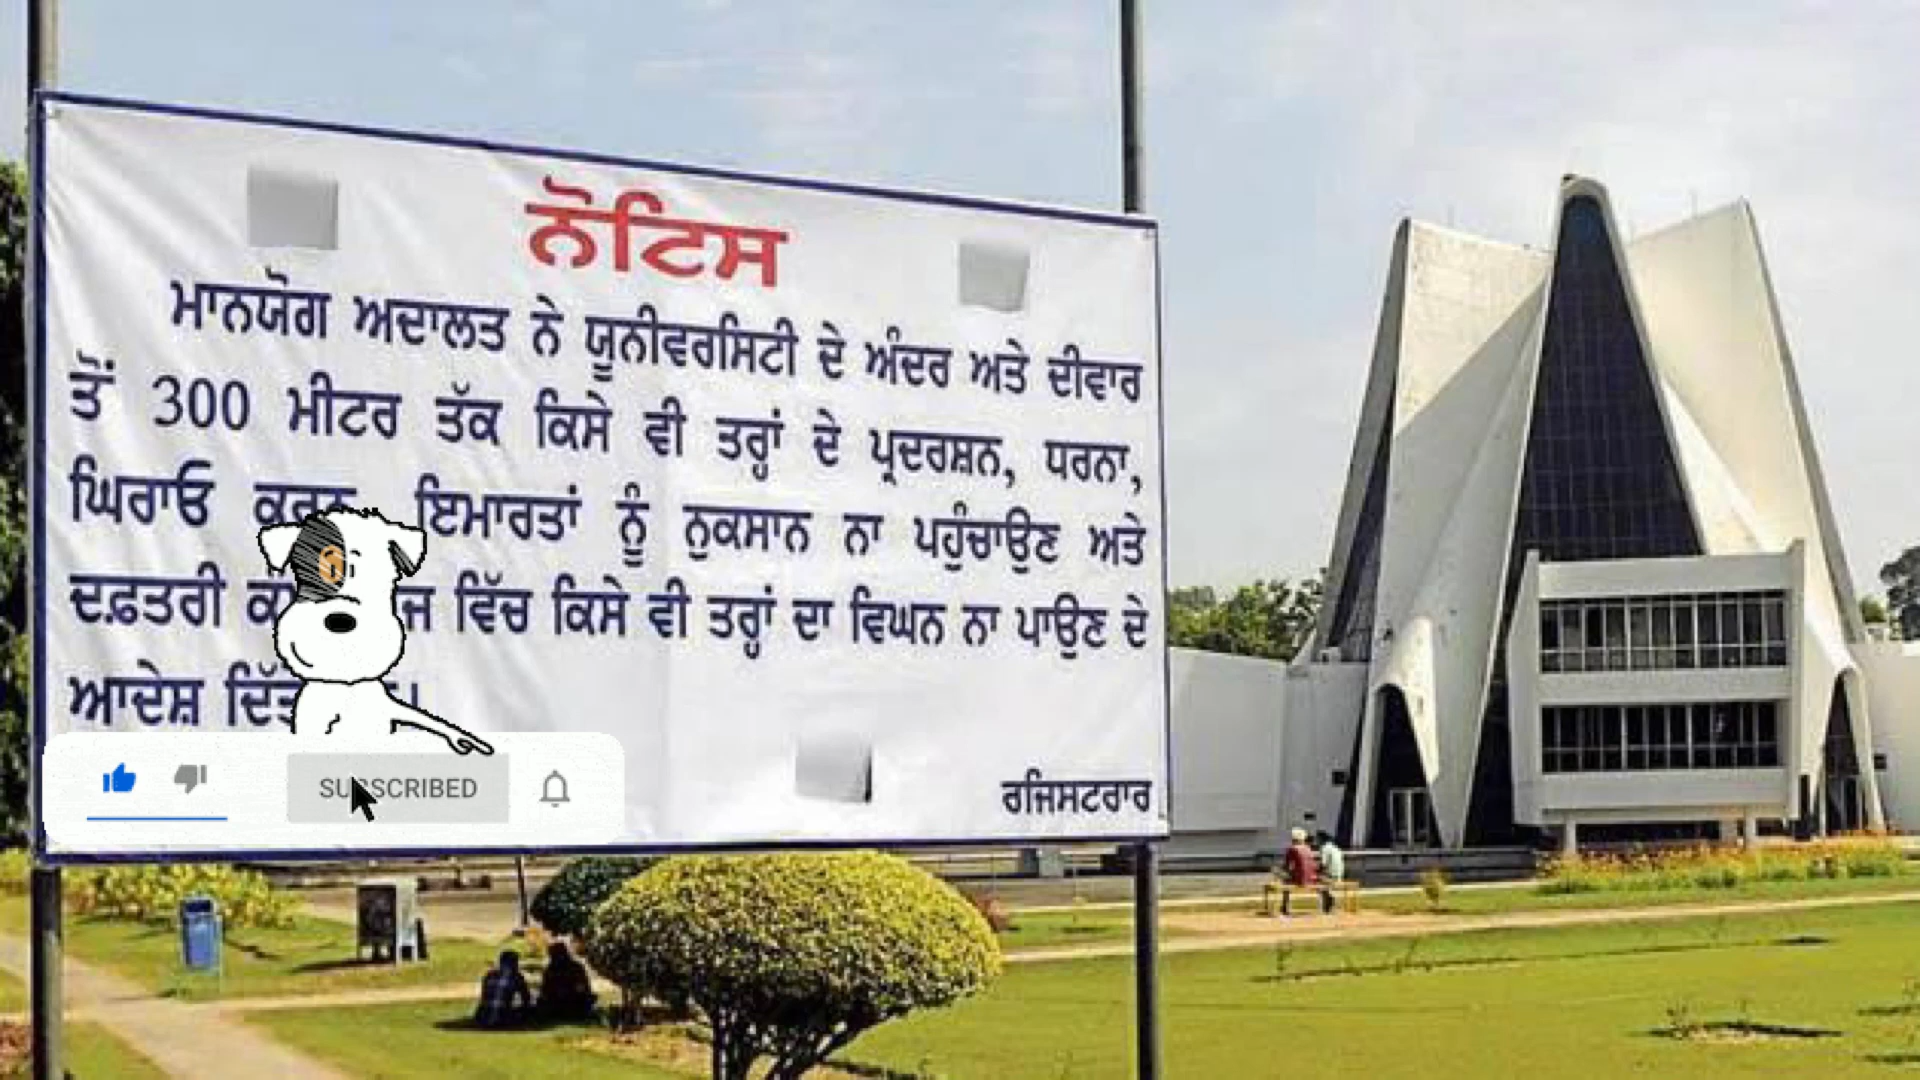 ਨੋਟਿਸ
ਮਾਨਯੋਗ ਅਦਾਲਤ ਨੇ ਯੂਨੀਵਰਸਿਟੀ ਦੇ ਅੰਦਰ ਅਤੇ ਦੀਵਾਰ
ਤੋਂ 300 ਮੀਟਰ ਤੱਕ ਕਿਸੇ ਵੀ ਤਰ੍ਹਾਂ ਦੇ ਪ੍ਰਦਰਸ਼ਨ, ਧਰਨਾ,
ਘਿਰਾਓ ਕਰਨ ਇਮਾਰਤਾਂ ਨੂੰ ਨੁਕਸਾਨ ਨਾ ਪਹੁੰਚਾਉਣ ਅਤੇ
ਦਫ਼ਤਰੀ ਵਿੱਚ ਕਿਸੇ ਵੀ ਤਰ੍ਹਾਂ ਦਾ ਵਿਘਨ ਨਾ ਪਾਉਣ ਦੇ
ਆਦੇਸ਼
SUBSCRIBED
ਰਜਿਸਟਰਾਰ